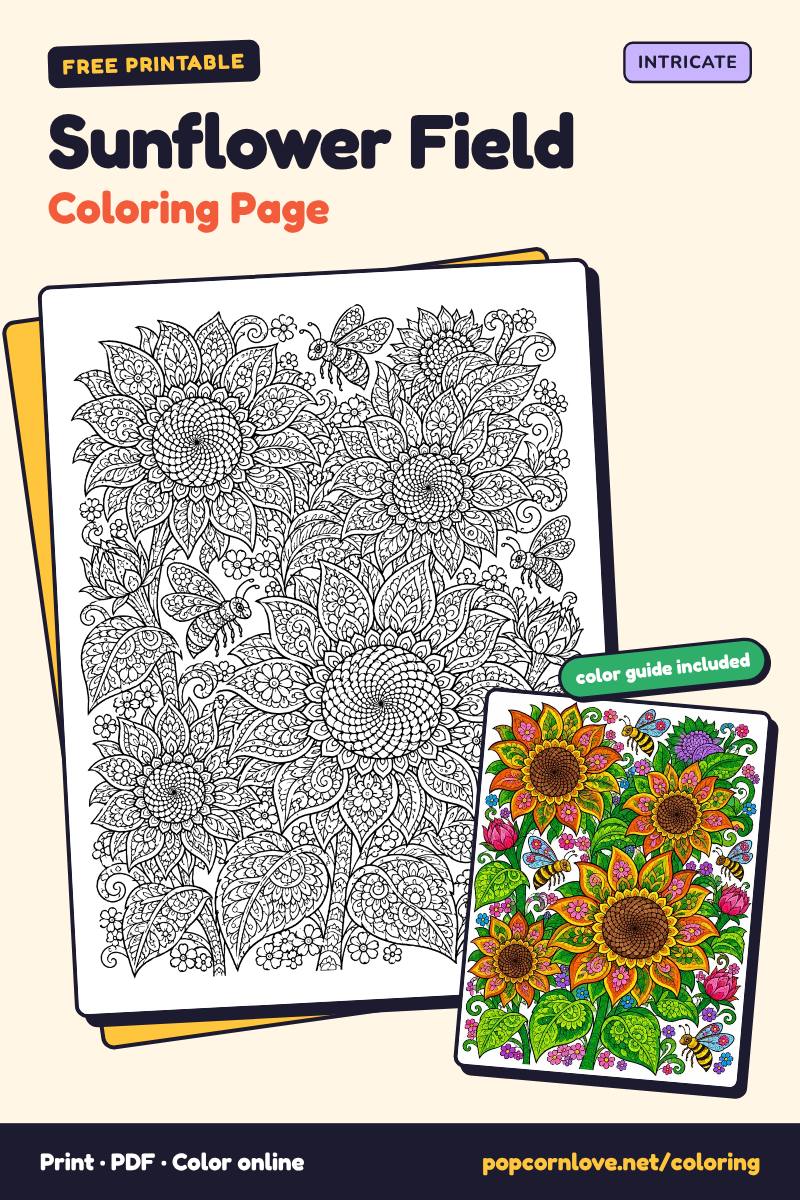 FREE PRINTABLE
INTRICATE
Sunflower Field
Coloring Page
color guide included
Print · PDF · Color online
popcornlove.net/coloring